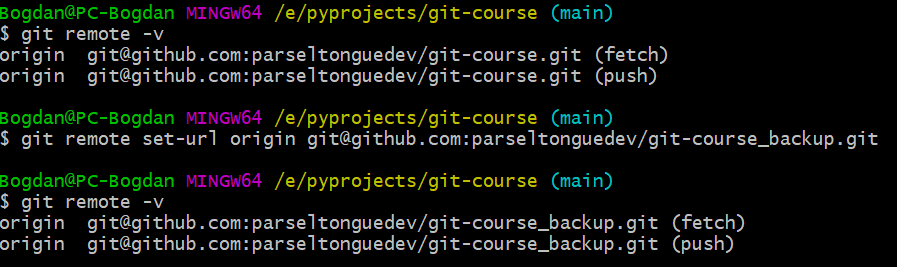 Bogdan@PC-Bogdan MINGW64 /e/pyprojects/git-course (main)
$ git remote -v
origin  git@github.com:parseltonguedev/git-course.git (fetch)
origin  git@github.com:parseltonguedev/git-course.git (push)
Bogdan@PC-Bogdan MINGW64 /e/pyprojects/git-course (main)
$ git remote set-url origin git@github.com:parseltonguedev/git-course_backup.git
Bogdan@PC-Bogdan MINGW64 /e/pyprojects/git-course (main)
$ git remote -v
origin  git@github.com:parseltonguedev/git-course_backup.git (fetch)
origin  git@github.com:parseltonguedev/git-course_backup.git (push)